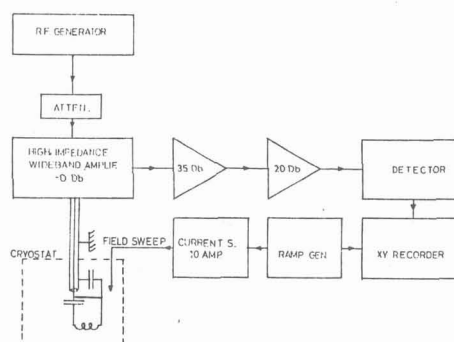 R.F. GENERATOR
ATTEN.
HIGH IMPEDANCE
WIDEBAND AMPLIF
35 Db
20 Db
DETECTOR
FIELD SWEEP
CURRENT S.
10 AMP
RAMP GEN
XY RECORDER
CRYOSTAT